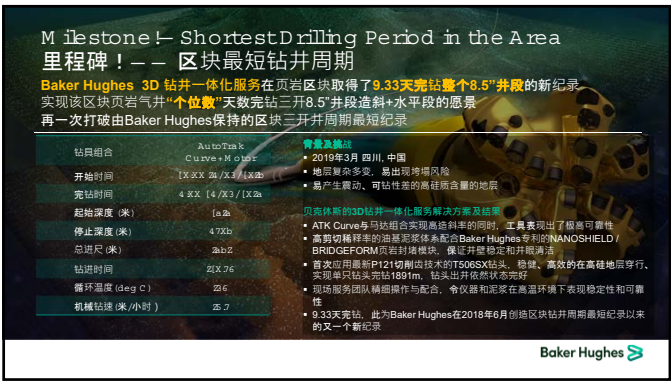 Milestone!— Shortest Drilling Period in the Area
里程碑！—— 区块最短钻井周期
Baker Hughes 3D 钻井一体化服务在页岩区块取得了9.33天完钻整个8.5”井段的新纪录
实现该区块页岩气井“个位数”天数完钻三开8.5”井段造斜+水平段的愿景
再一次打破由Baker Hughes保持的区块三开井周期最短纪录
钻具组合 AutoTrak
Curve+Motor
开始时间
完钻时间
起始深度 (米)
停止深度 (米)
总进尺 (米)
钻进时间
循环温度(deg C)
机械钻速(米/小时)
背景及挑战
▪ 2019年3月 四川, 中国
▪ 地层复杂多变，易出现垮塌风险
▪ 易产生震动、可钻性差的高硅质含量的地层
贝克休斯的3D钻井一体化服务解决方案及结果
▪ ATK Curve与马达组合实现高造斜率的同时，工具表现出了极高可靠性
▪ 高剪切稀释率的油基泥浆体系配合Baker Hughes专利的NANOSHIELD /
BRIDGEFORM页岩封堵模块，保证井壁稳定和井眼清洁
▪ 首次应用最新P121切削齿技术的T506SX钻头，稳健、高效的在高硅地层穿行、
实现单只钻头完钻1891m，钻头出井依然状态完好
▪ 现场服务团队精细操作与配合，令仪器和泥浆在高温环境下表现稳定性和可靠
性
▪ 9.33天完钻，此为Baker Hughes在2018年6月创造区块钻井周期最短纪录以来
的又一个新纪录
Baker Hughes